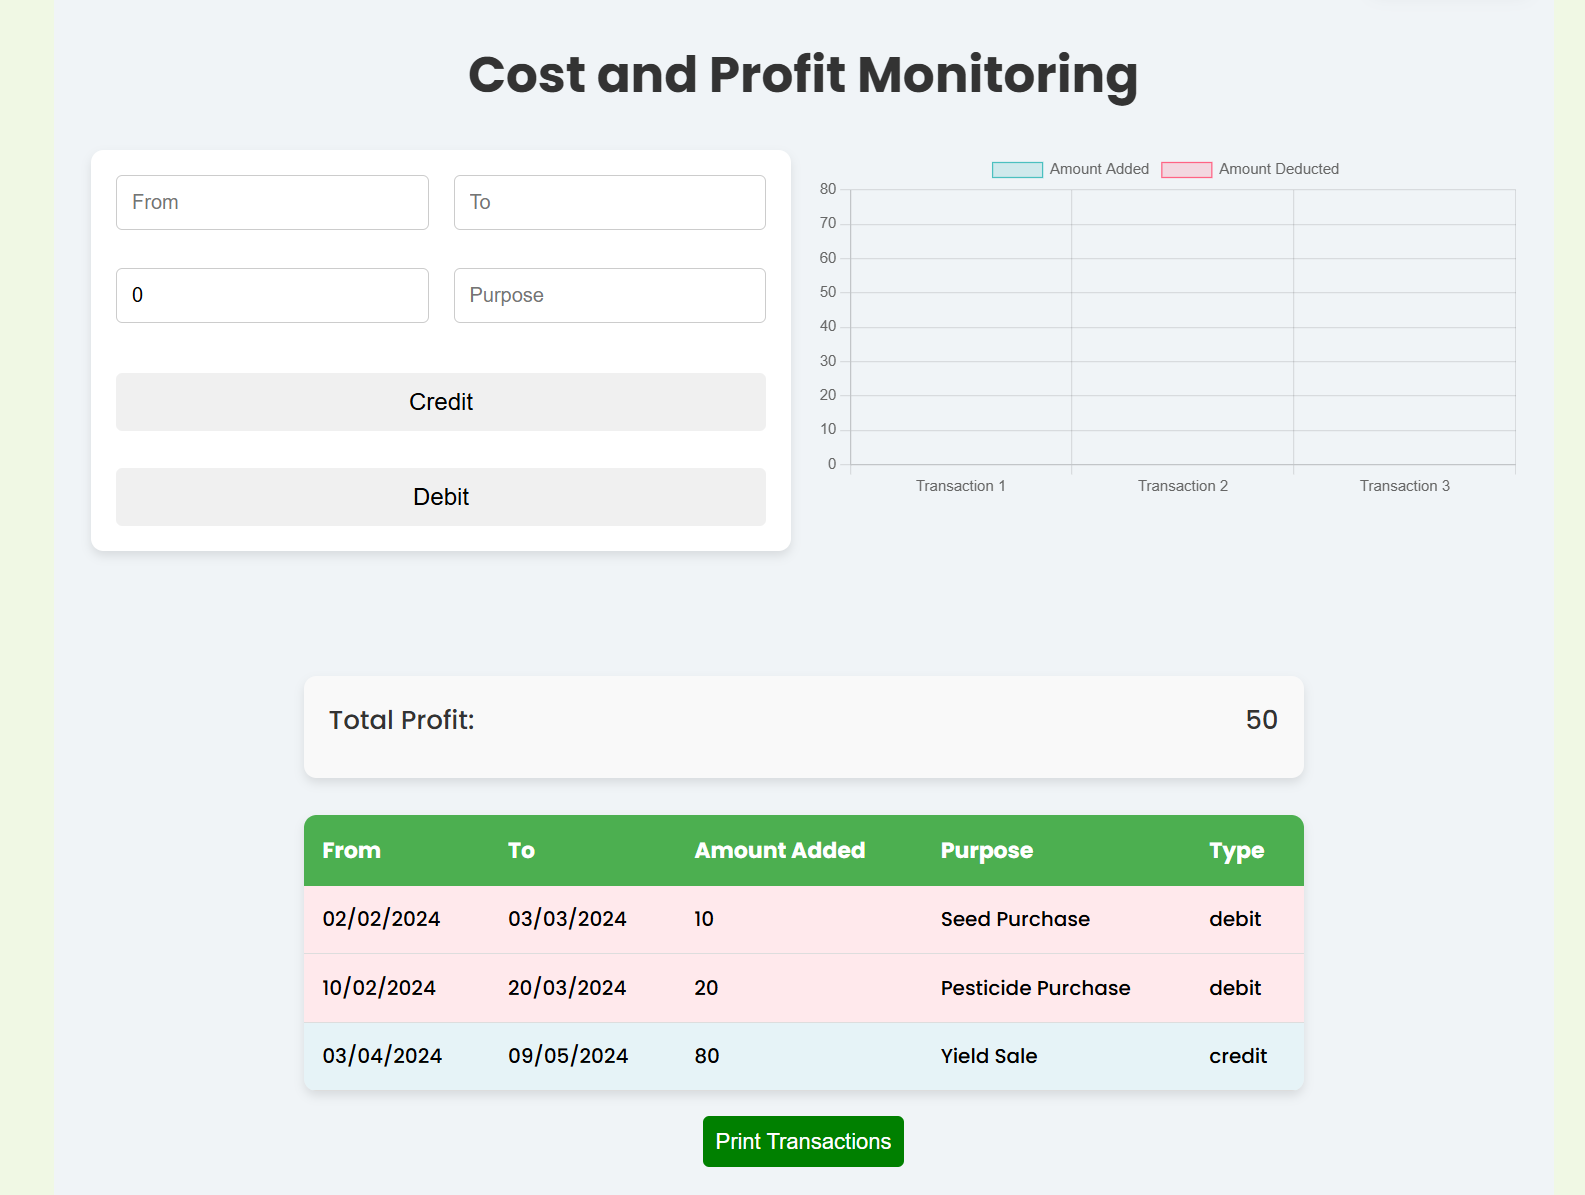 Cost and Profit Monitoring
From To
0 Purpose
Credit
Debit
Amount Added Amount Deducted
80
70
60
50
40
30
20
10
0
Transaction 1 Transaction 2 Transaction 3
Total Profit: 50
From To Amount Added Purpose Type
02/02/2024 03/03/2024 10 Seed Purchase debit
10/02/2024 20/03/2024 20 Pesticide Purchase debit
03/04/2024 09/05/2024 80 Yield Sale credit
Print Transactions